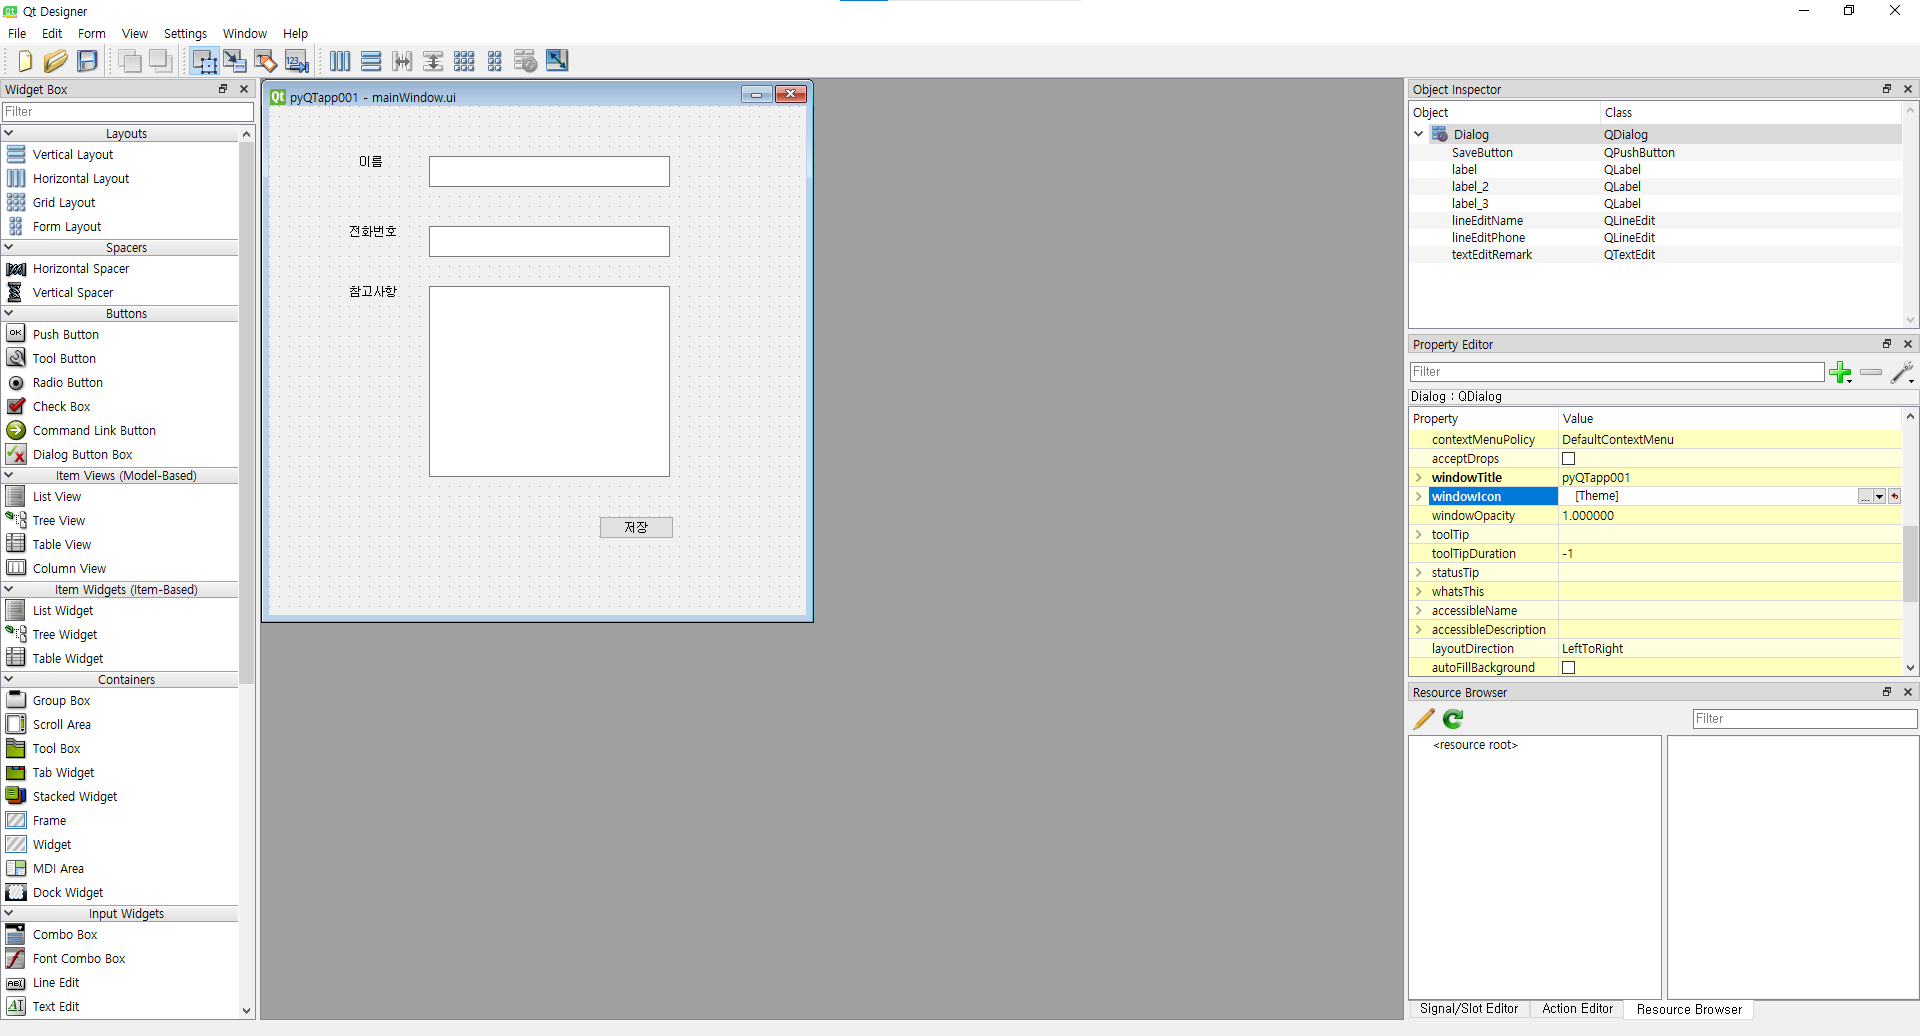 Qt Designer
File Edit Form View Settings Window Help
Widget Box
Filter
Layouts
Vertical Layout
Horizontal Layout
Grid Layout
Form Layout
Spacers
Horizontal Spacer
Vertical Spacer
Buttons
OK Push Button
Tool Button
Radio Button
Check Box
Command Link Button
Dialog Button Box
Item Views (Model-Based)
List View
Tree View
Table View
Column View
Item Widgets (Item-Based)
List Widget
Tree Widget
Table Widget
Containers
Group Box
Scroll Area
Tool Box
Tab Widget
Stacked Widget
Frame
Widget
MDI Area
Dock Widget
Input Widgets
Combo Box
Font Combo Box
ABI Line Edit
AI Text Edit
Qt pyQTapp001 - mainWindow.ui
이름
전화번호
참고사항
저장
Object Inspector
Object Class
Dialog QDialog
SaveButton QPushButton
label QLabel
label_2 QLabel
label_3 QLabel
lineEditName QLineEdit
lineEditPhone QLineEdit
textEditRemark QTextEdit
Property Editor
Filter
Dialog : QDialog
Property Value
contextMenuPolicy DefaultContextMenu
acceptDrops
windowTitle pyQTapp001
windowIcon [Theme] ...
windowOpacity 1.000000
toolTip
toolTipDuration -1
statusTip
whatsThis
accessibleName
accessibleDescription
layoutDirection LeftToRight
autoFillBackground
Resource Browser
Filter
<resource root>
Signal/Slot Editor Action Editor Resource Browser